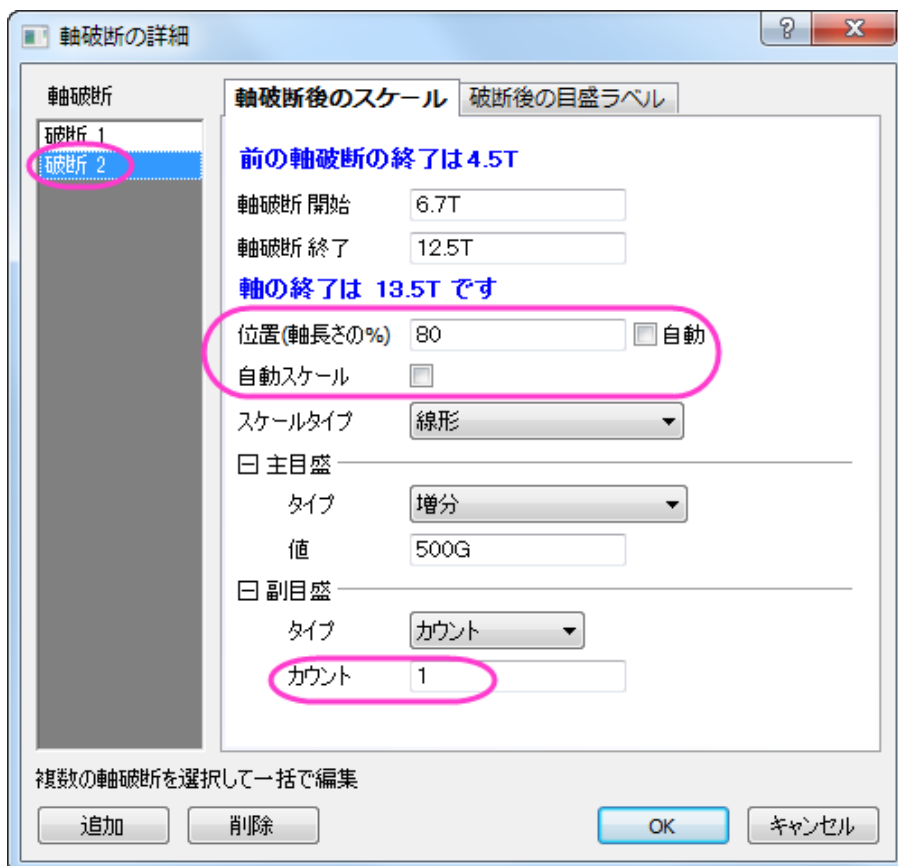 軸破断の詳細
軸破断
破断 1
破断 2
軸破断後のスケール 破断後の目盛ラベル
前の軸破断の終了は4.5T
軸破断 開始 6.7T
軸破断 終了 12.5T
軸の終了は 13.5T です
位置(軸長さの%) 80 自動
自動スケール
スケールタイプ 線形
主目盛
タイプ 増分
値 500G
副目盛
タイプ カウント
カウント 1
複数の軸破断を選択して一括で編集
追加 削除 OK キャンセル